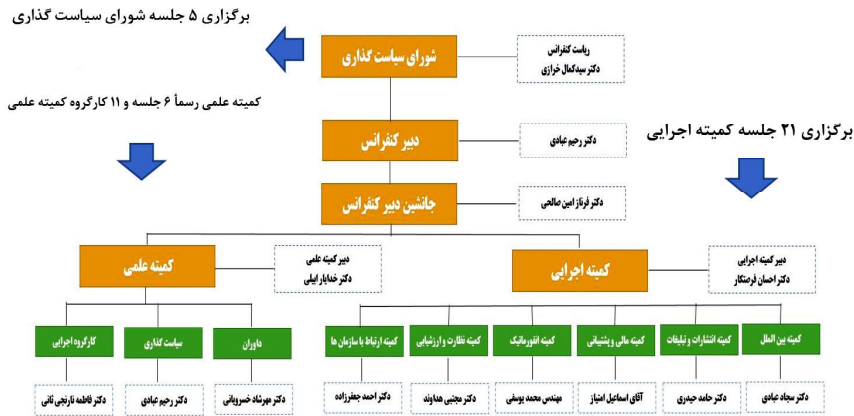 برگزاری ۵ جلسه شورای سیاست گذاری
شورای سیاست گذاری
ریاست کنفرانس
دکتر سیدکمال خرازی
کمیته علمی رسمأ ۶ جلسه و ۱۱ کارگروه کمیته علمی
برگزاری ۲۱ جلسه کمیته اجرایی
دبیر کنفرانس
دکتر رحیم عبادی
جانشین دبیر کنفرانس
دکتر فرناز امین صالحی
کمیته اجرایی
دبیر کمیته اجرایی
دکتر احسان فرصتکار
کمیته علمی
دبیر کمیته علمی
دکتر خدایار ابیلی
کمیته بین الملل
کمیته انتشارات و تبلیغات
کمیته مالی و پشتیبانی
کمیته انفورماتیک
کمیته نظارت و ارزشیابی
کمیته ارتباط با سازمان ها
داوران
سیاست گذاری
کارگروه اجرایی
دکتر سجاد عبادی
دکتر حامد حیدری
آقای اسماعیل امتیاز
مهندس محمد یوسفی
دکتر مجتبی هداوند
دکتر احمد جعفرزاده
دکتر مهرشاد خسرویانی
دکتر رحیم عبادی
دکتر فاطمه نارنجی ثانی